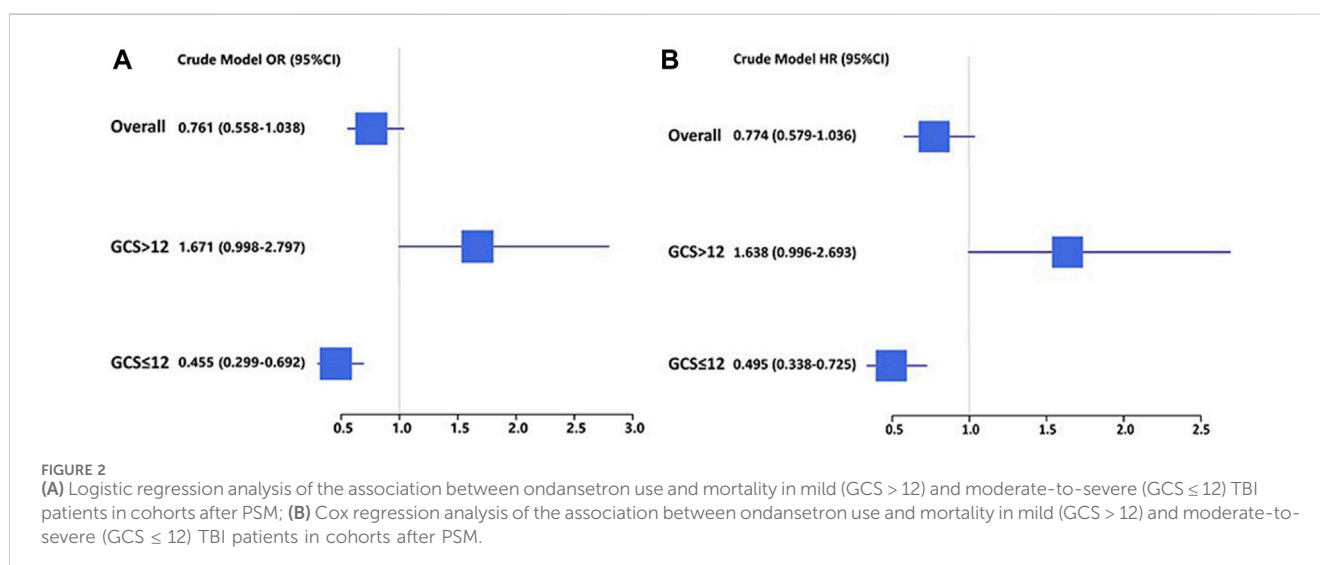 A Crude Model OR (95%CI)
Overall 0.761 (0.558-1.038)
GCS>12 1.671 (0.998-2.797)
GCS≤12 0.455 (0.299-0.692)
0.5 1.0 1.5 2.0 2.5 3.0
B Crude Model HR (95%CI)
Overall 0.774 (0.579-1.036)
GCS>12 1.638 (0.996-2.693)
GCS≤12 0.495 (0.338-0.725)
0.5 1.0 1.5 2.0 2.5
FIGURE 2
(A) Logistic regression analysis of the association between ondansetron use and mortality in mild (GCS > 12) and moderate-to-severe (GCS ≤ 12) TBI
patients in cohorts after PSM; (B) Cox regression analysis of the association between ondansetron use and mortality in mild (GCS > 12) and moderate-to-
severe (GCS ≤ 12) TBI patients in cohorts after PSM.